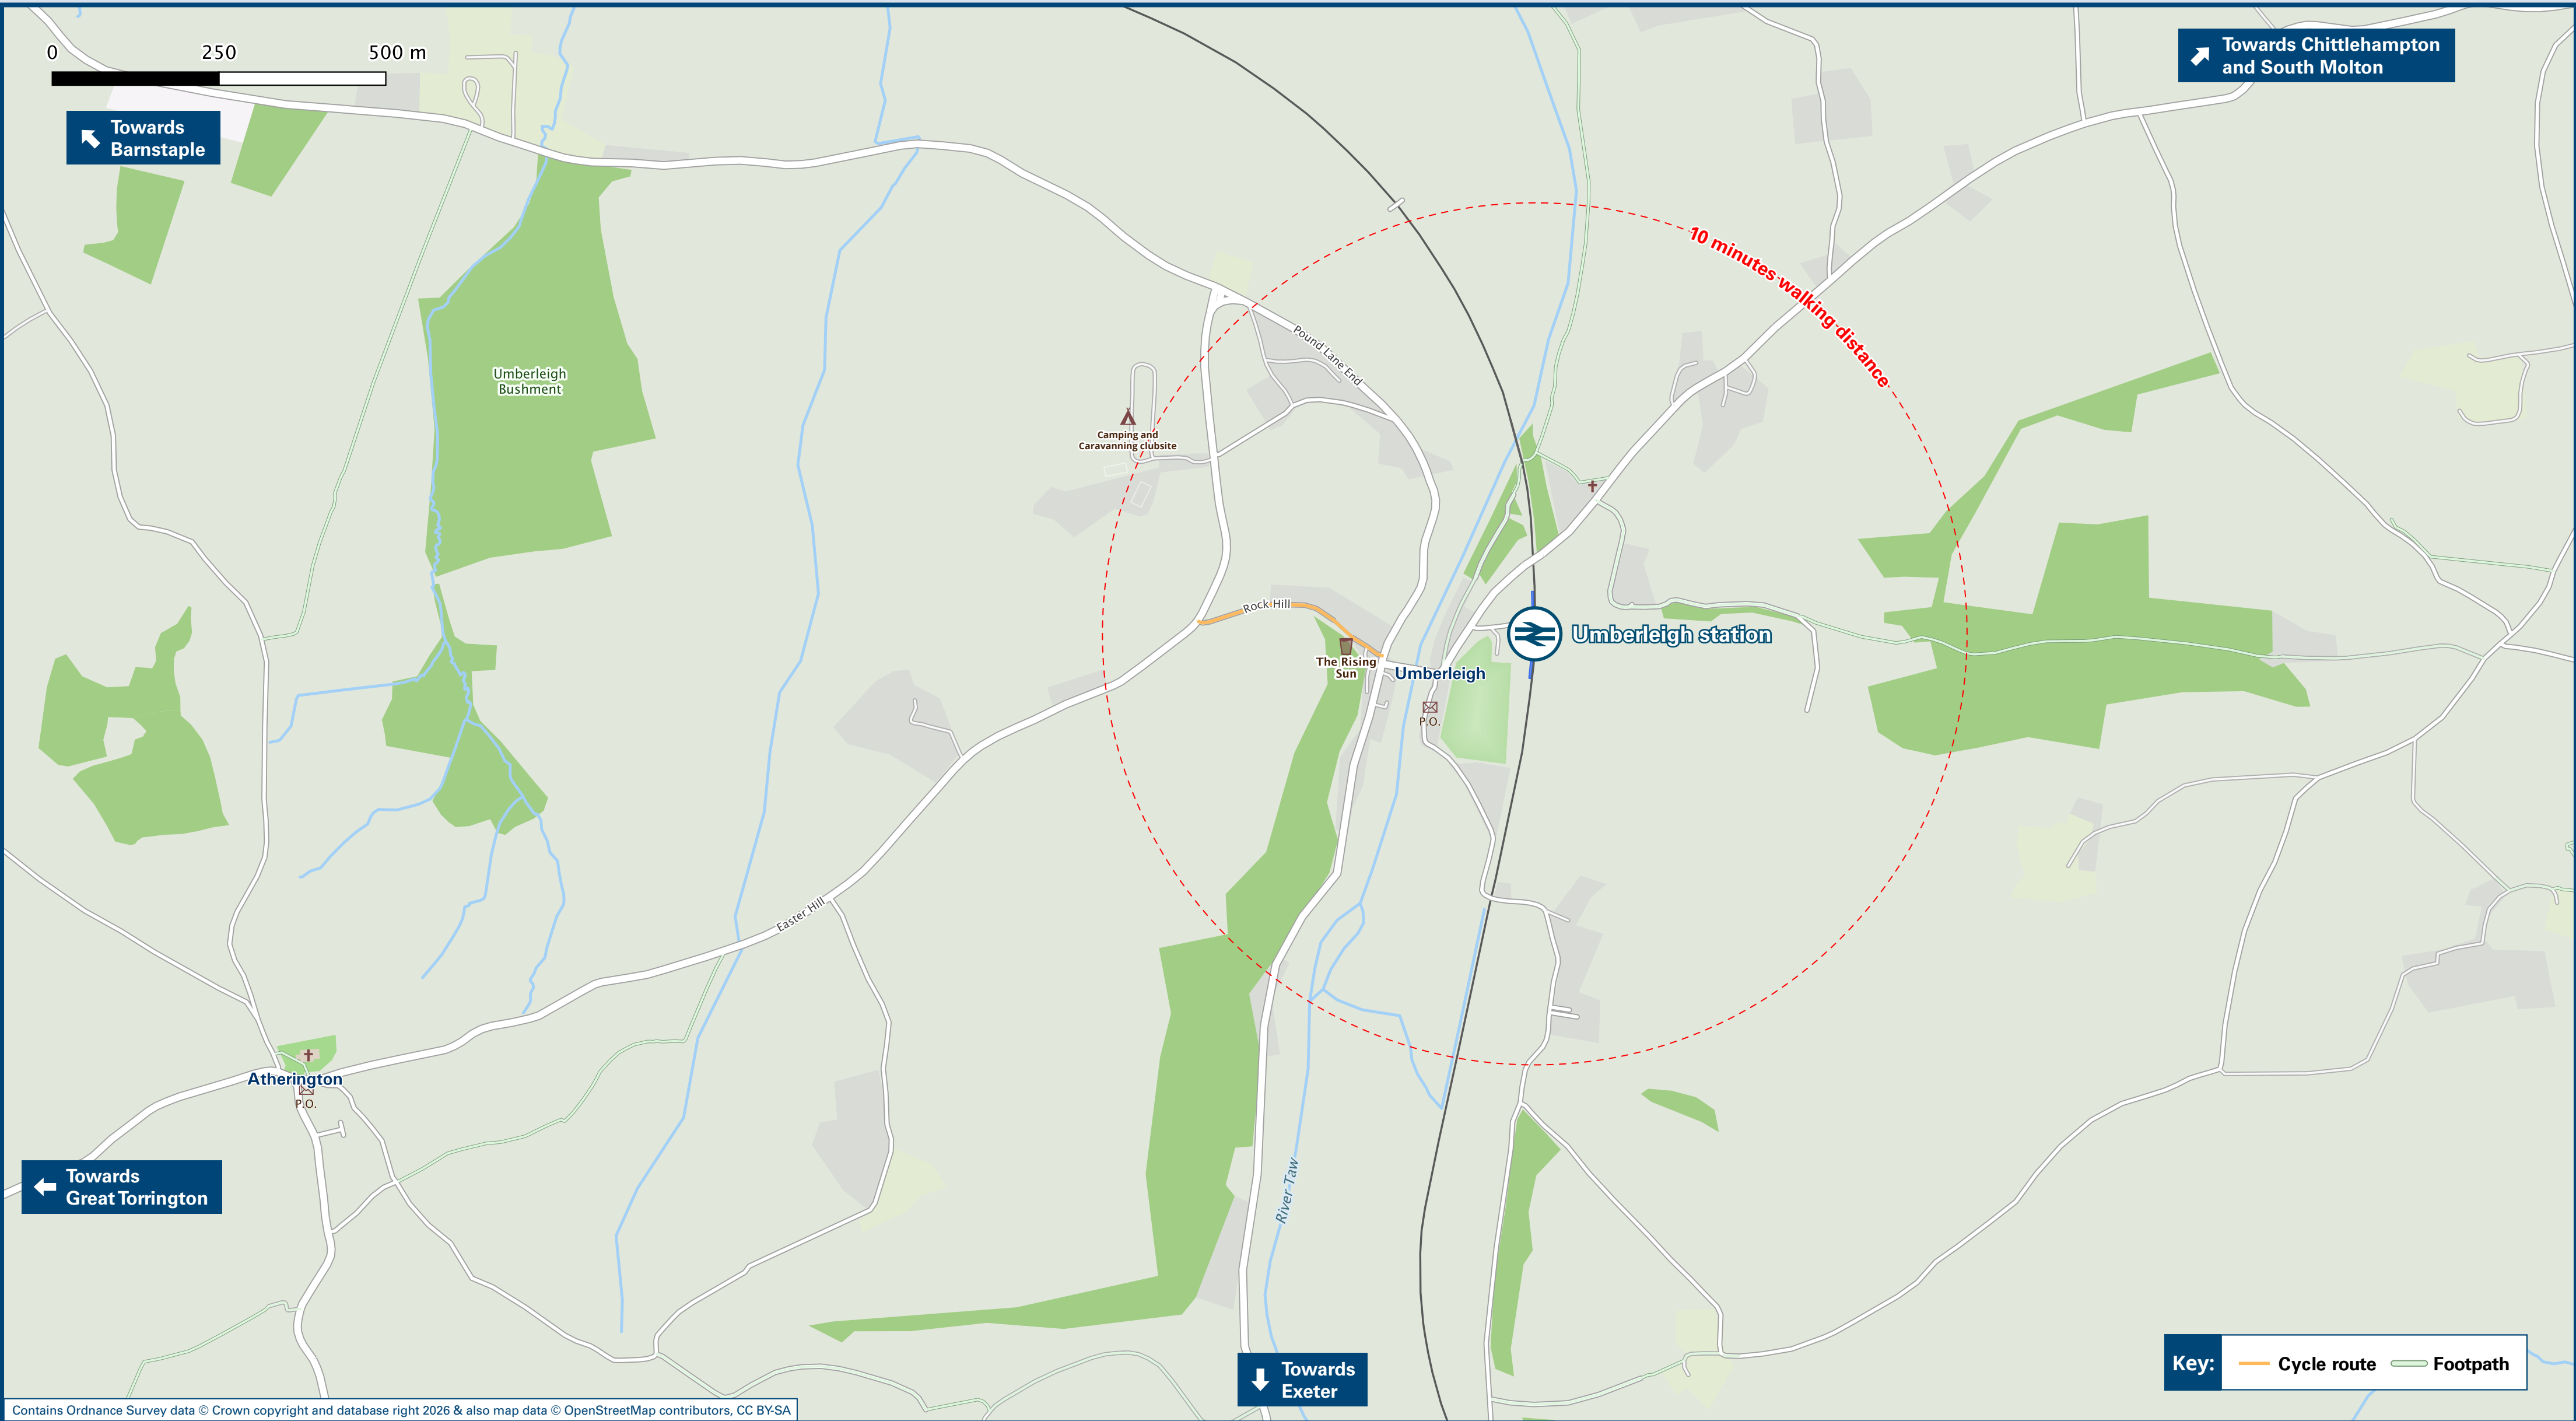 0 250 500 m
Towards Chittlehampton
and South Molton
Towards
Barnstaple
10 minutes walking distance
Pound Lane End
Umberleigh
Bushment
Camping and
Caravanning clubsite
Rock Hill
Umberleigh station
The Rising
Sun
Umberleigh
P.O.
Easter Hill
Atherington
P.O.
Towards
Great Torrington
River Taw
Towards
Exeter
Key: Cycle route Footpath
Contains Ordnance Survey data © Crown copyright and database right 2026 & also map data © OpenStreetMap contributors, CC BY-SA